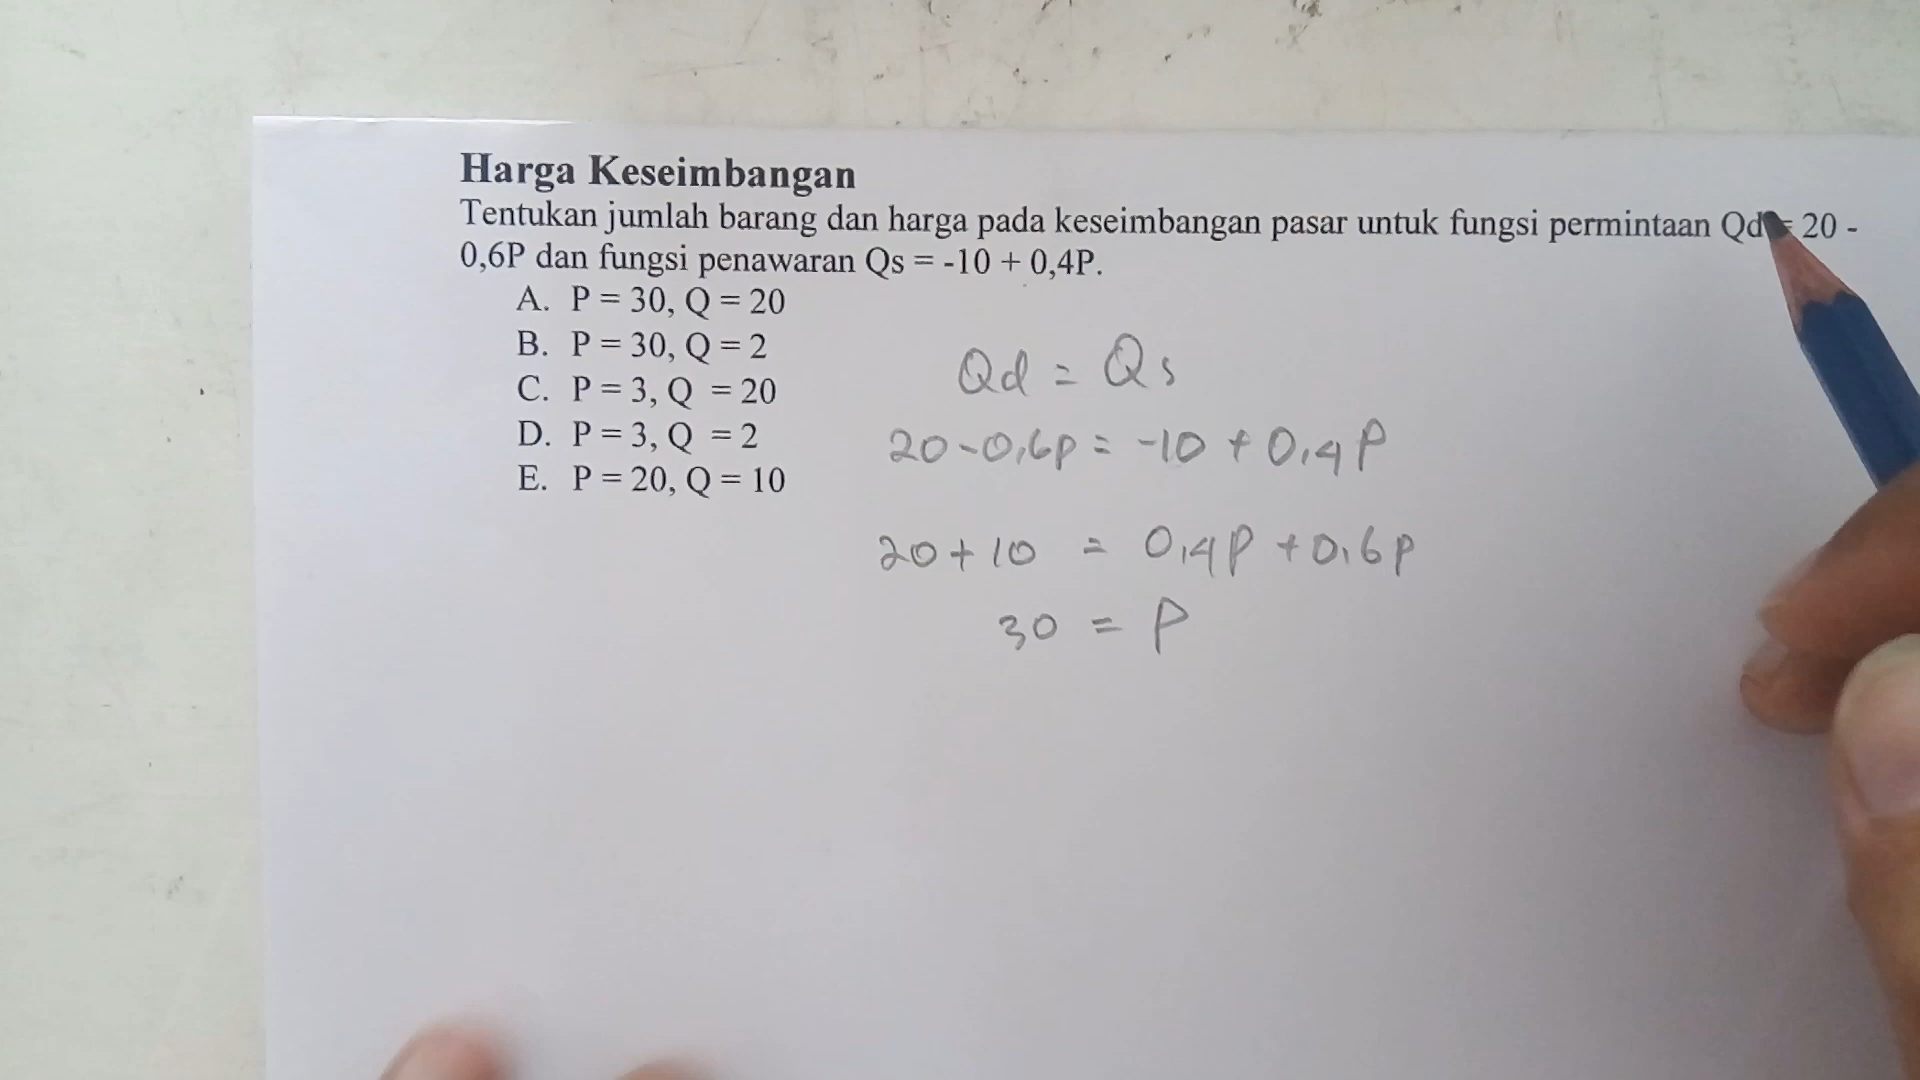 Harga Keseimbangan
Tentukan jumlah barang dan harga pada keseimbangan pasar untuk fungsi permintaan Qd = 20 -
0,6P dan fungsi penawaran Qs = -10 + 0,4P.
A. P = 30, Q = 20
B. P = 30, Q = 2
C. P = 3, Q = 20
D. P = 3, Q = 2
E. P = 20, Q = 10
Qd = Qs
20-0,6P = -10 + 0,4P
20+10 = 0,4P + 0,6P
30 = P